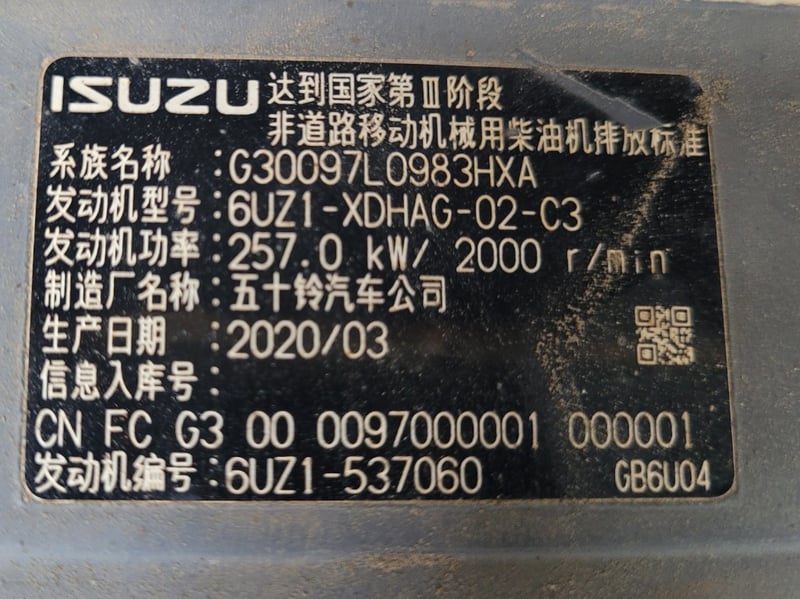 ISUZU 达到国家第Ⅲ阶段
非道路移动机械用柴油机排放标准
系族名称 :G30097L0983HXA
发动机型号:6UZ1-XDHAG-02-C3
发动机功率:257.0 kW/ 2000 r/min
制造厂名称:五十铃汽车公司
生产日期 :2020/03
信息入库号:
CN FC G3 00 0097000001 000001
发动机编号:6UZ1-537060 GB6U04